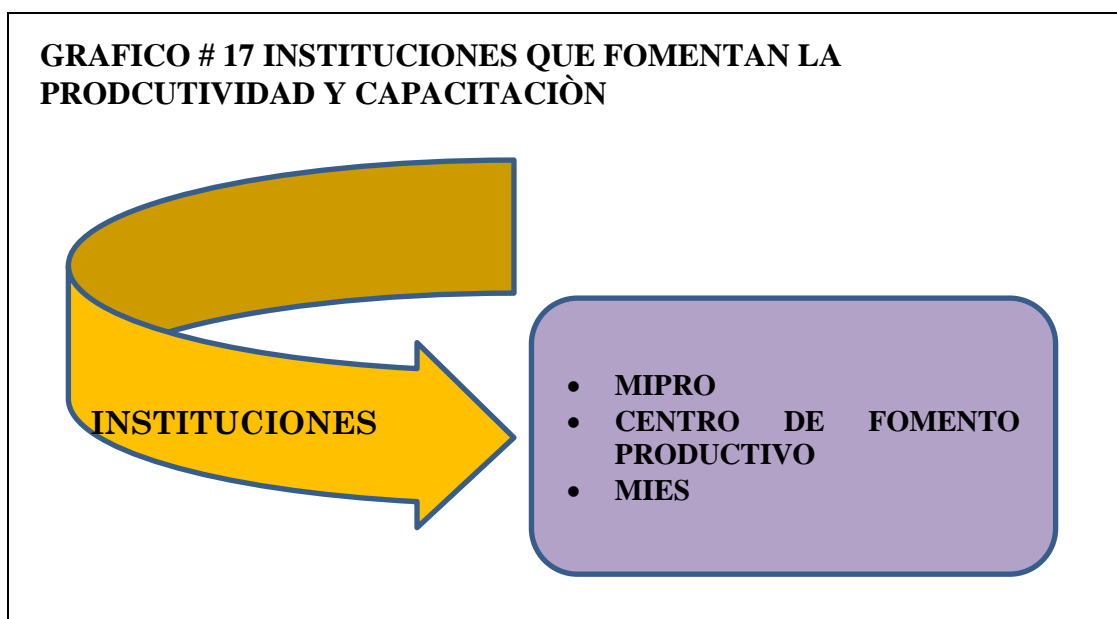 GRAFICO # 17 INSTITUCIONES QUE FOMENTAN LA
PRODCUTIVIDAD Y CAPACITACIÒN
INSTITUCIONES
• MIPRO
• CENTRO DE FOMENTO
PRODUCTIVO
• MIES